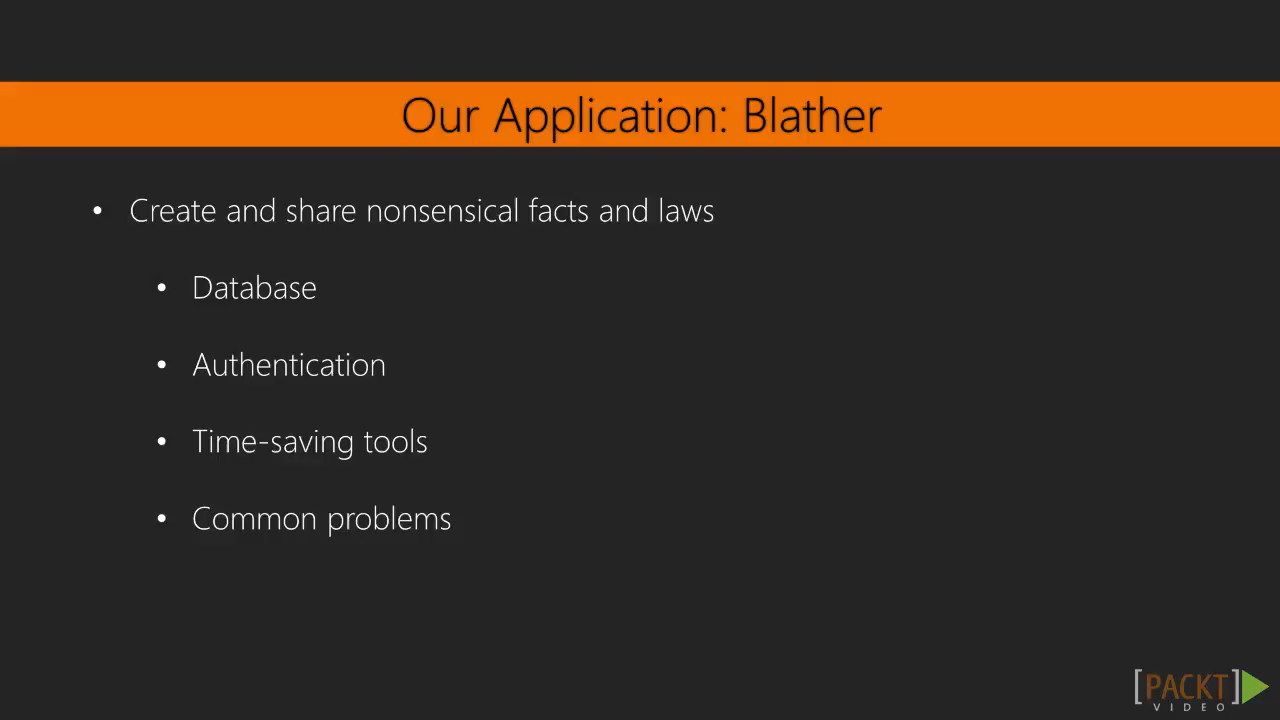 Our Application: Blather
• Create and share nonsensical facts and laws
• Database
• Authentication
• Time-saving tools
• Common problems
[PACKT]
VIDEO